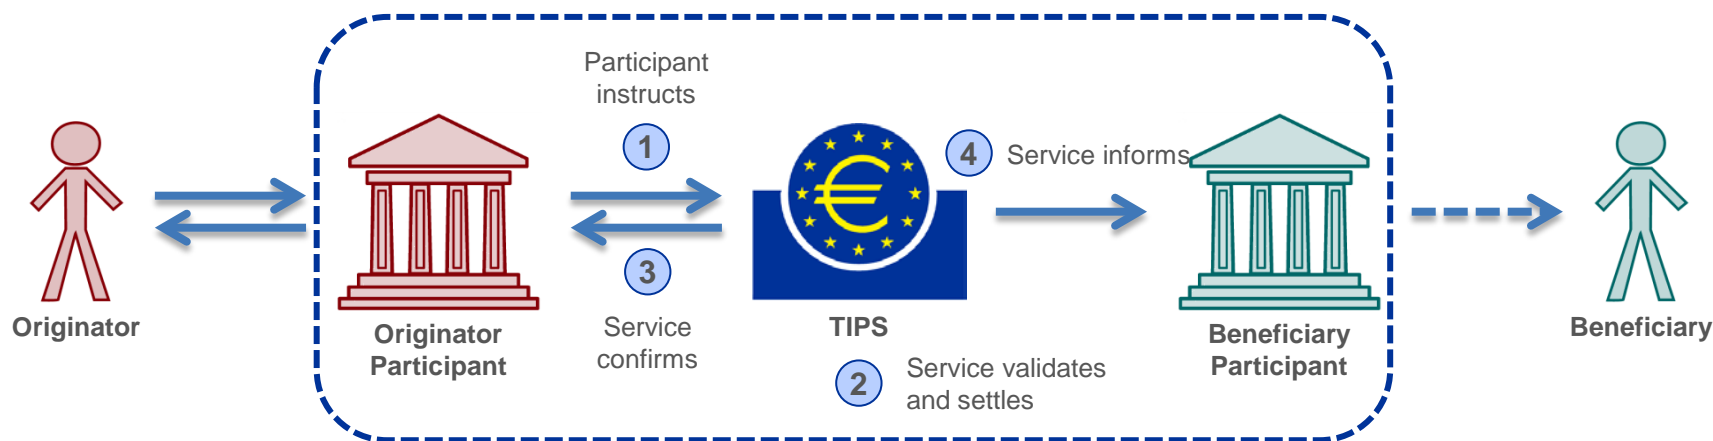 Participant
instructs
1
4
Service informs
3
Originator
Originator
Participant
Service
confirms
TIPS
2
Service validates
and settles
Beneficiary
Participant
Beneficiary